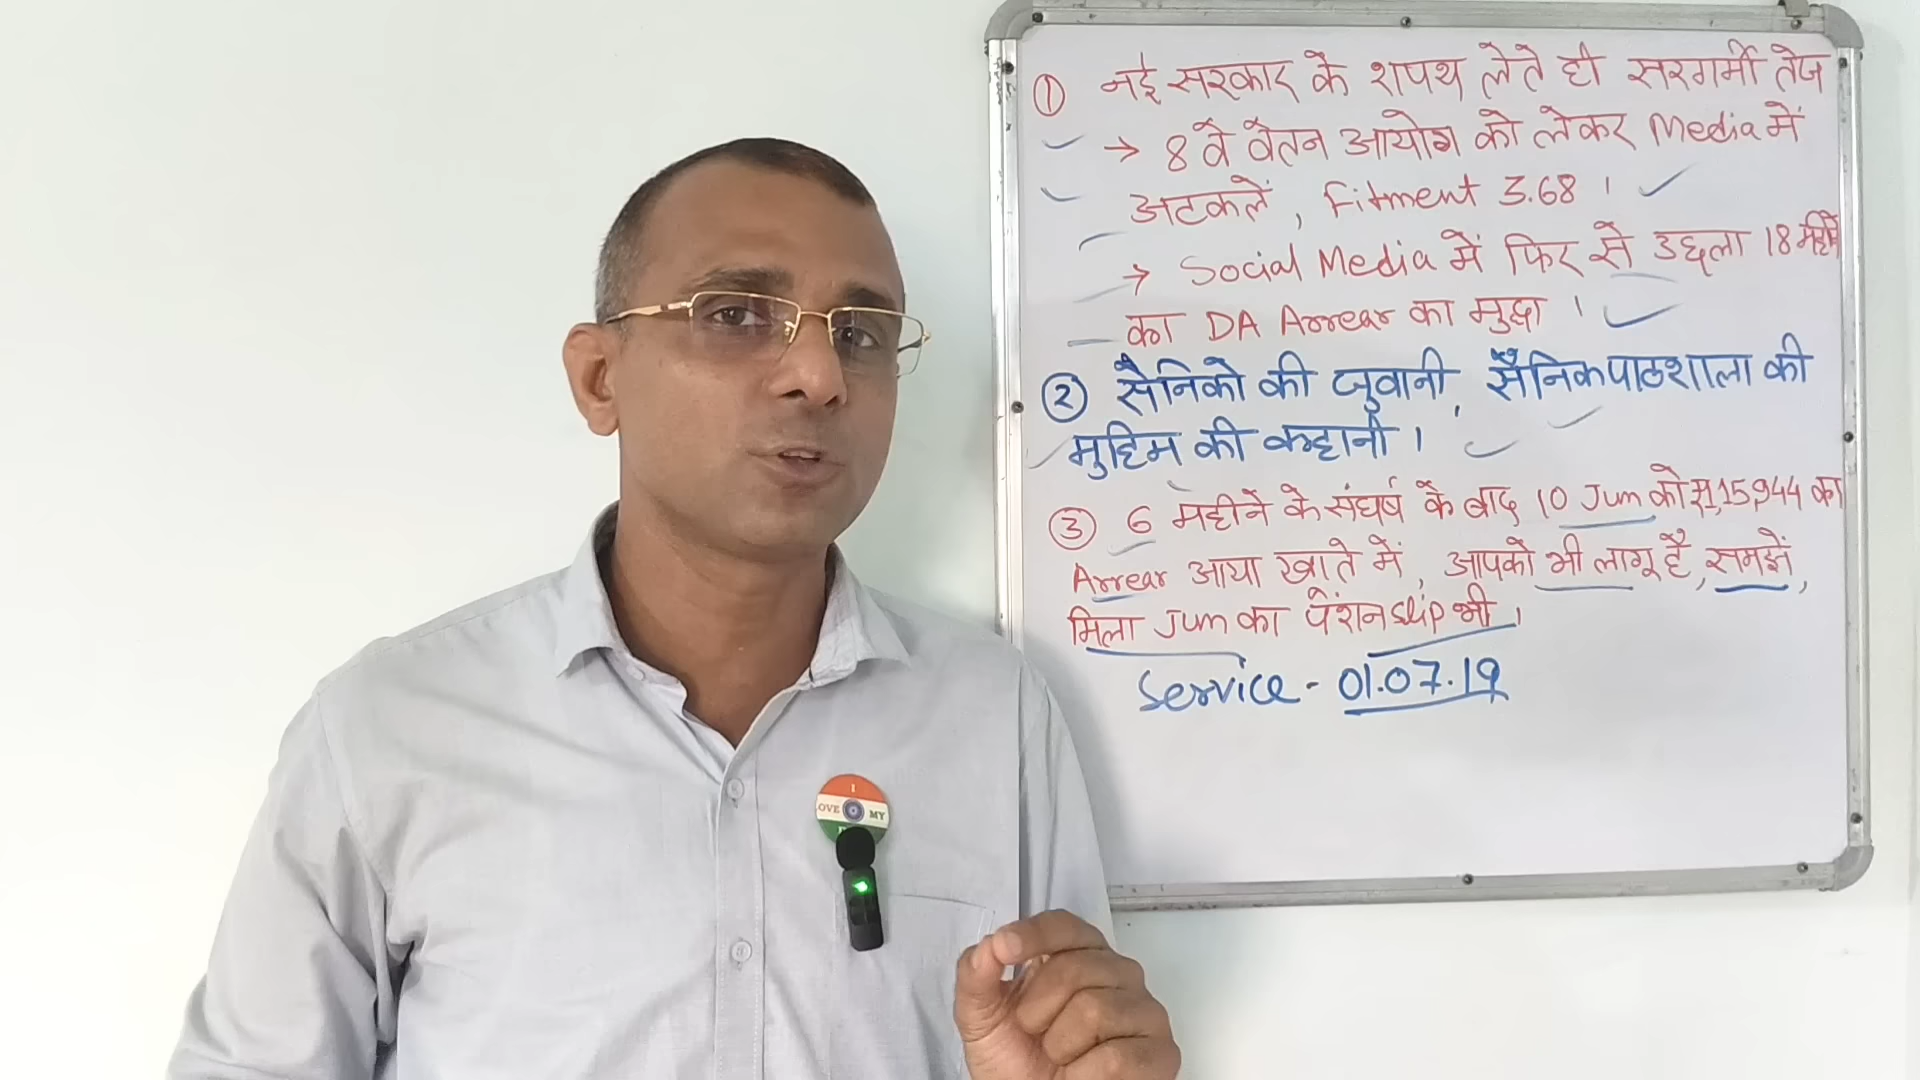 ① नई सरकार के शपथ लेते ही सरगर्मी तेज
→ 8 वें वेतन आयोग को लेकर Media में
अटकलें, Fitment 3.68।
→ Social Media में फिर से उछला 18 महीने
का DA Arrear का मुद्दा।
② सैनिकों की जुबानी, सैनिक पाठशाला की
मुहिम की कहानी।
③ 6 महीने के संघर्ष के बाद 10 Jun को 15,944 का
Arrear आया खाते में, आपको भी लागू है, समझें,
मिला Jun का पेंशन slip भी।
Service - 01.07.19
I
LOVE MY